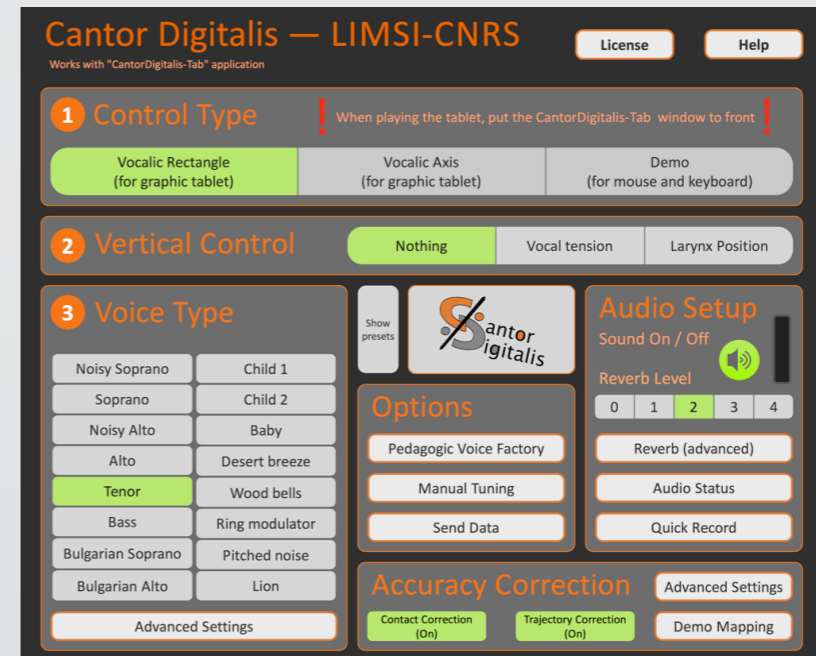 Cantor Digitalis — LIMSI-CNRS
Works with "CantorDigitalis-Tab" application
License
Help
1 Control Type
! When playing the tablet, put the CantorDigitalis-Tab window to front !
Vocalic Rectangle
(for graphic tablet)
Vocalic Axis
(for graphic tablet)
Demo
(for mouse and keyboard)
2 Vertical Control
Nothing
Vocal tension
Larynx Position
3 Voice Type
Noisy Soprano
Child 1
Soprano
Child 2
Noisy Alto
Baby
Alto
Desert breeze
Tenor
Wood bells
Bass
Ring modulator
Bulgarian Soprano
Pitched noise
Bulgarian Alto
Lion
Advanced Settings
Show
presets
Cantor
Digitalis
Options
Pedagogic Voice Factory
Manual Tuning
Send Data
Audio Setup
Sound On / Off
Reverb Level
0 1 2 3 4
Reverb (advanced)
Audio Status
Quick Record
Accuracy Correction
Contact Correction
(On)
Trajectory Correction
(On)
Advanced Settings
Demo Mapping